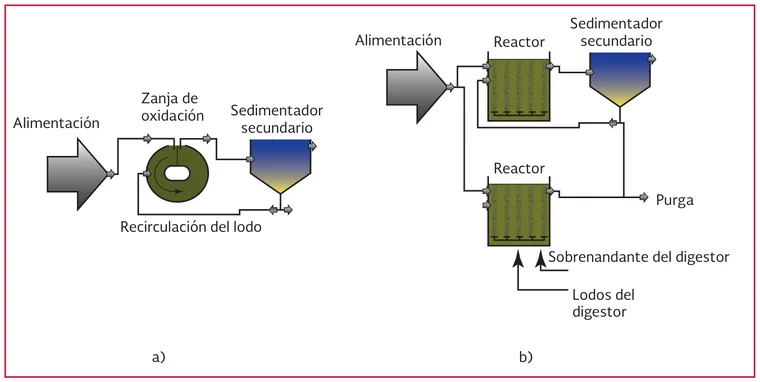 Alimentación
Zanja de
oxidación
Sedimentador
secundario
Recirculación del lodo
a)
Alimentación
Reactor
Sedimentador
secundario
Reactor
Purga
Sobrenandante del digestor
Lodos del
digestor
b)